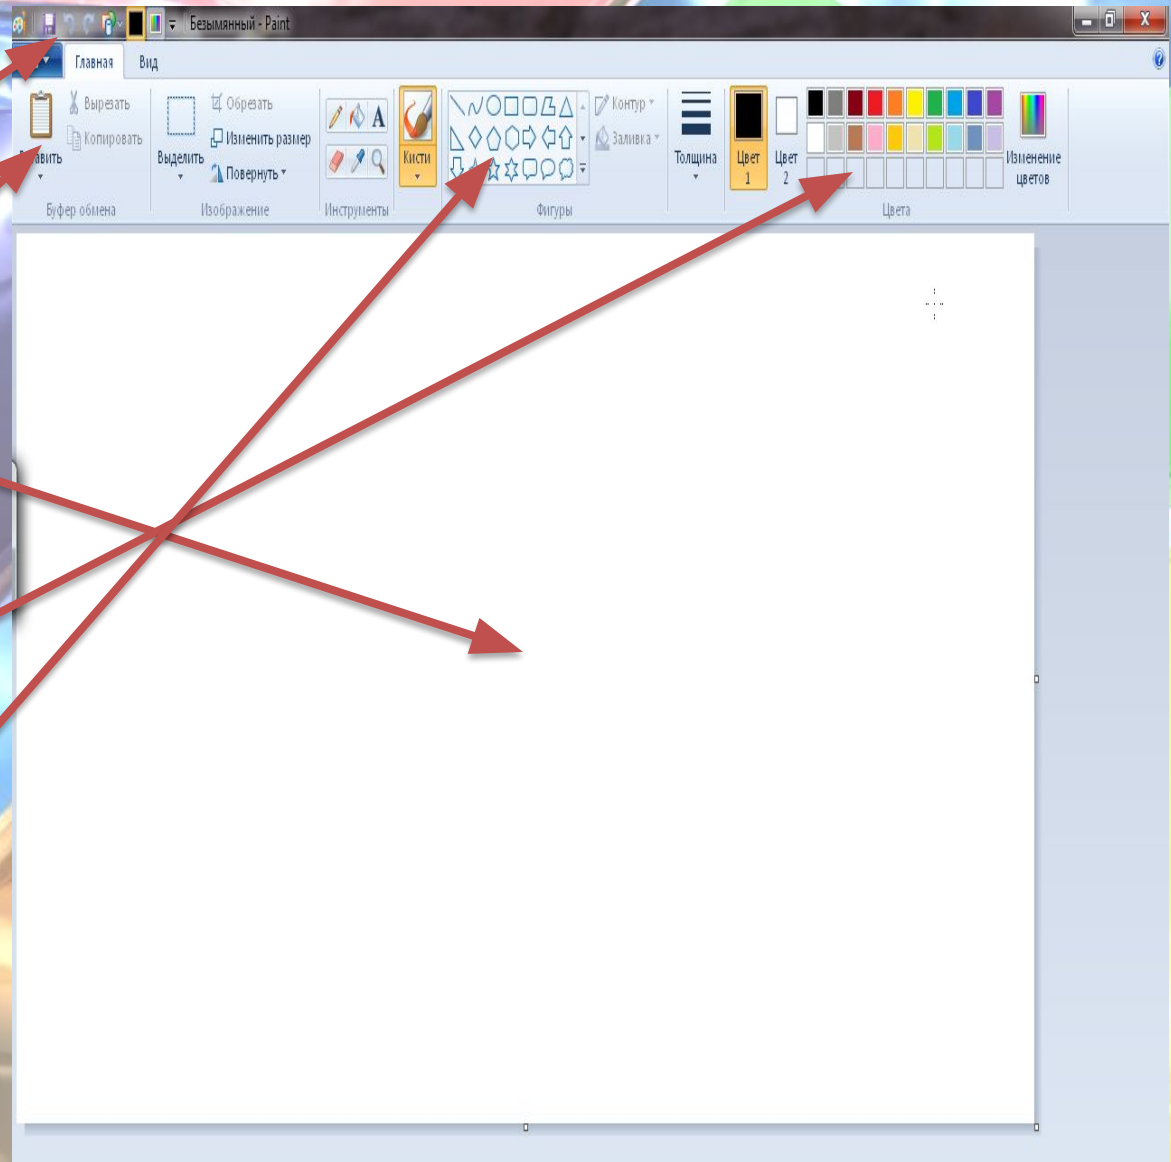 Безымянный - Paint
Главная Вид
Вырезать
Копировать
Выделить
Обрезать
Изменить размер
Повернуть
A
Кисти
Контур
Заливка
Толщина
Цвет 1
Цвет 2
Изменение цветов
Буфер обмена
Изображение
Инструменты
Фигуры
Цвета